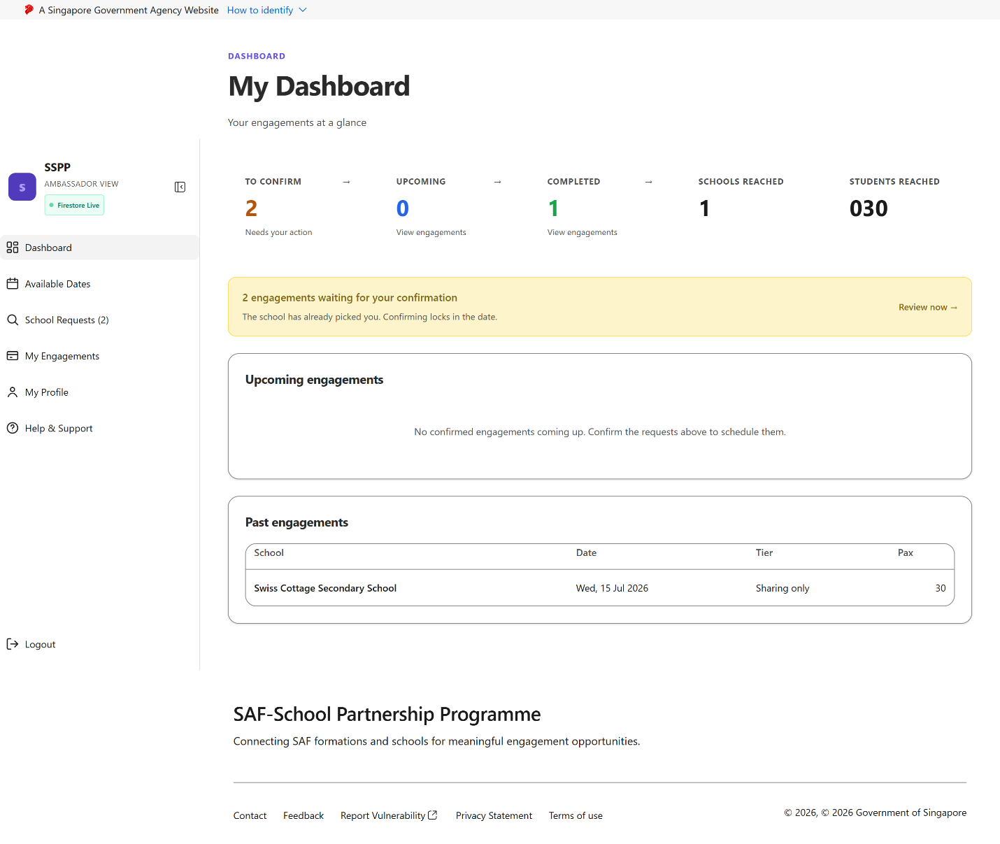 A Singapore Government Agency Website How to identify
DASHBOARD
My Dashboard
Your engagements at a glance
S
SSPP
AMBASSADOR VIEW
Firestore Live
Dashboard
Available Dates
School Requests (2)
My Engagements
My Profile
Help & Support
Logout
TO CONFIRM →
2
Needs your action
UPCOMING →
0
View engagements
COMPLETED →
1
View engagements
SCHOOLS REACHED
1
STUDENTS REACHED
030
2 engagements waiting for your confirmation
The school has already picked you. Confirming locks in the date.
Review now →
Upcoming engagements
No confirmed engagements coming up. Confirm the requests above to schedule them.
Past engagements
School Date Tier Pax
Swiss Cottage Secondary School Wed, 15 Jul 2026 Sharing only 30
SAF-School Partnership Programme
Connecting SAF formations and schools for meaningful engagement opportunities.
Contact Feedback Report Vulnerability Privacy Statement Terms of use
© 2026, © 2026 Government of Singapore